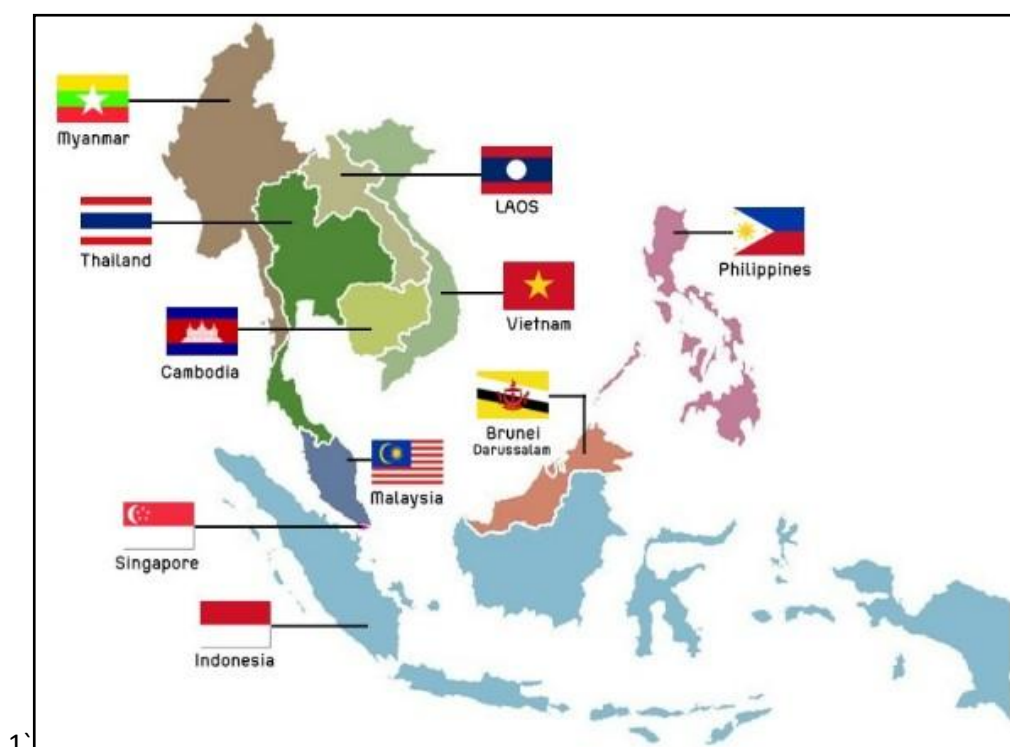 Myanmar
LAOS
Thailand
Philippines
Vietnam
Cambodia
Brunei
Darussalam
Malaysia
Singapore
Indonesia
1`